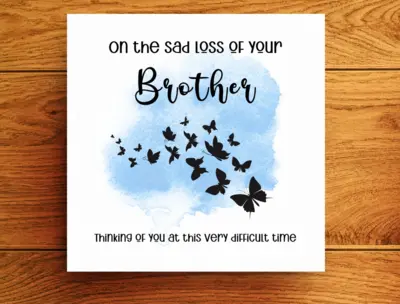 On the sad loss of your
Brother
Thinking of you at this very difficult time